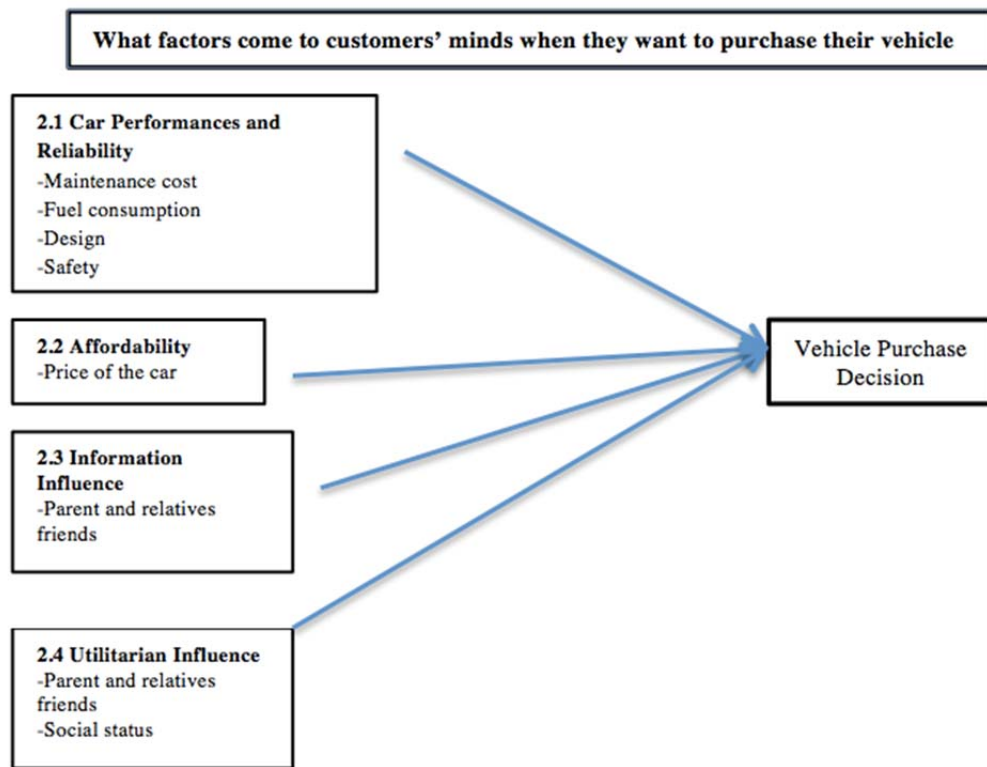 What factors come to customers’ minds when they want to purchase their vehicle
2.1 Car Performances and
Reliability
-Maintenance cost
-Fuel consumption
-Design
-Safety
2.2 Affordability
-Price of the car
2.3 Information
Influence
-Parent and relatives
friends
2.4 Utilitarian Influence
-Parent and relatives
friends
-Social status
Vehicle Purchase
Decision